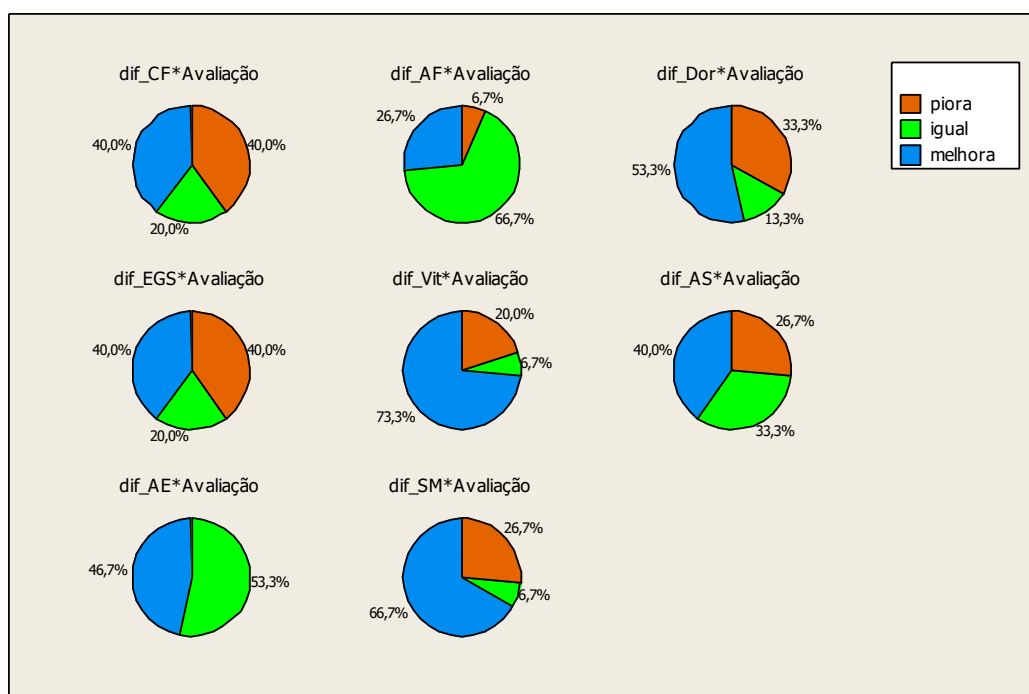 dif_CF*Avaliação
40,0%
40,0%
20,0%
dif_AF*Avaliação
6,7%
26,7%
66,7%
dif_Dor*Avaliação
33,3%
53,3%
13,3%
piora
igual
melhora
dif_EGS*Avaliação
40,0%
40,0%
20,0%
dif_Vit*Avaliação
20,0%
6,7%
73,3%
dif_AS*Avaliação
26,7%
40,0%
33,3%
dif_AE*Avaliação
46,7%
53,3%
dif_SM*Avaliação
26,7%
6,7%
66,7%